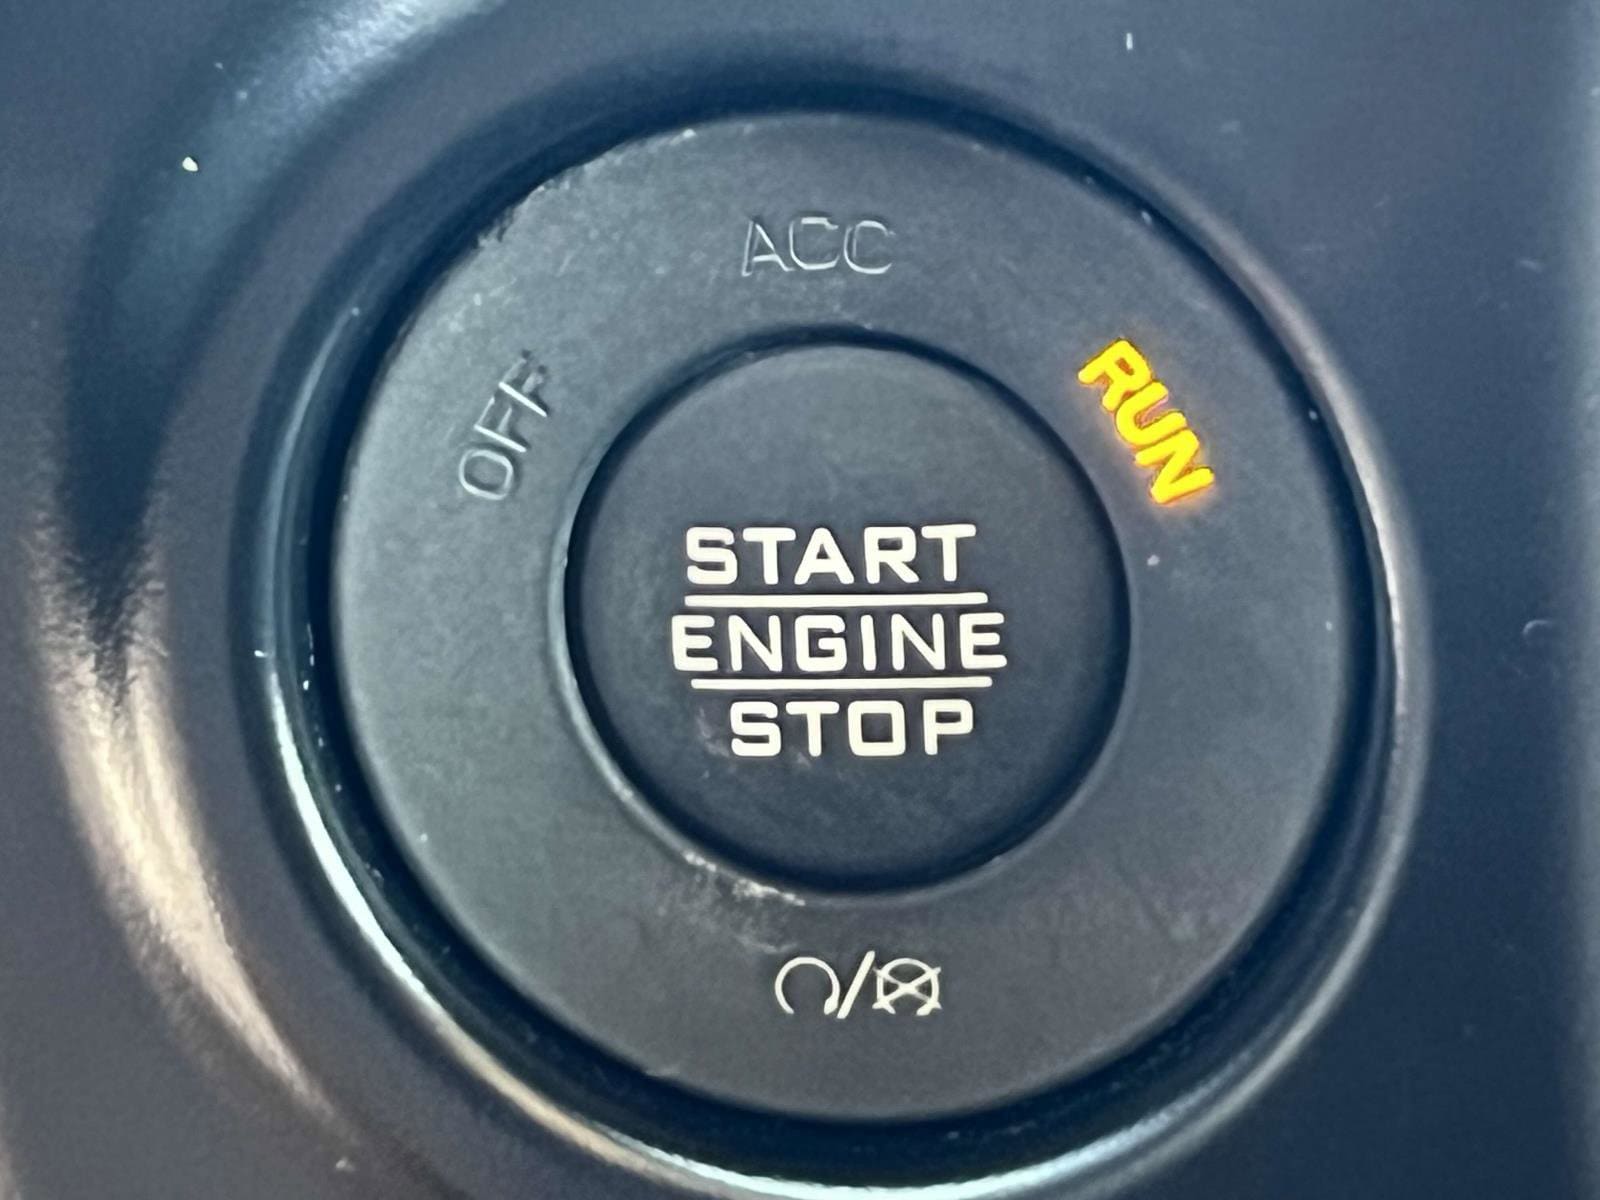 ACC
OFF
RUN
START
ENGINE
STOP